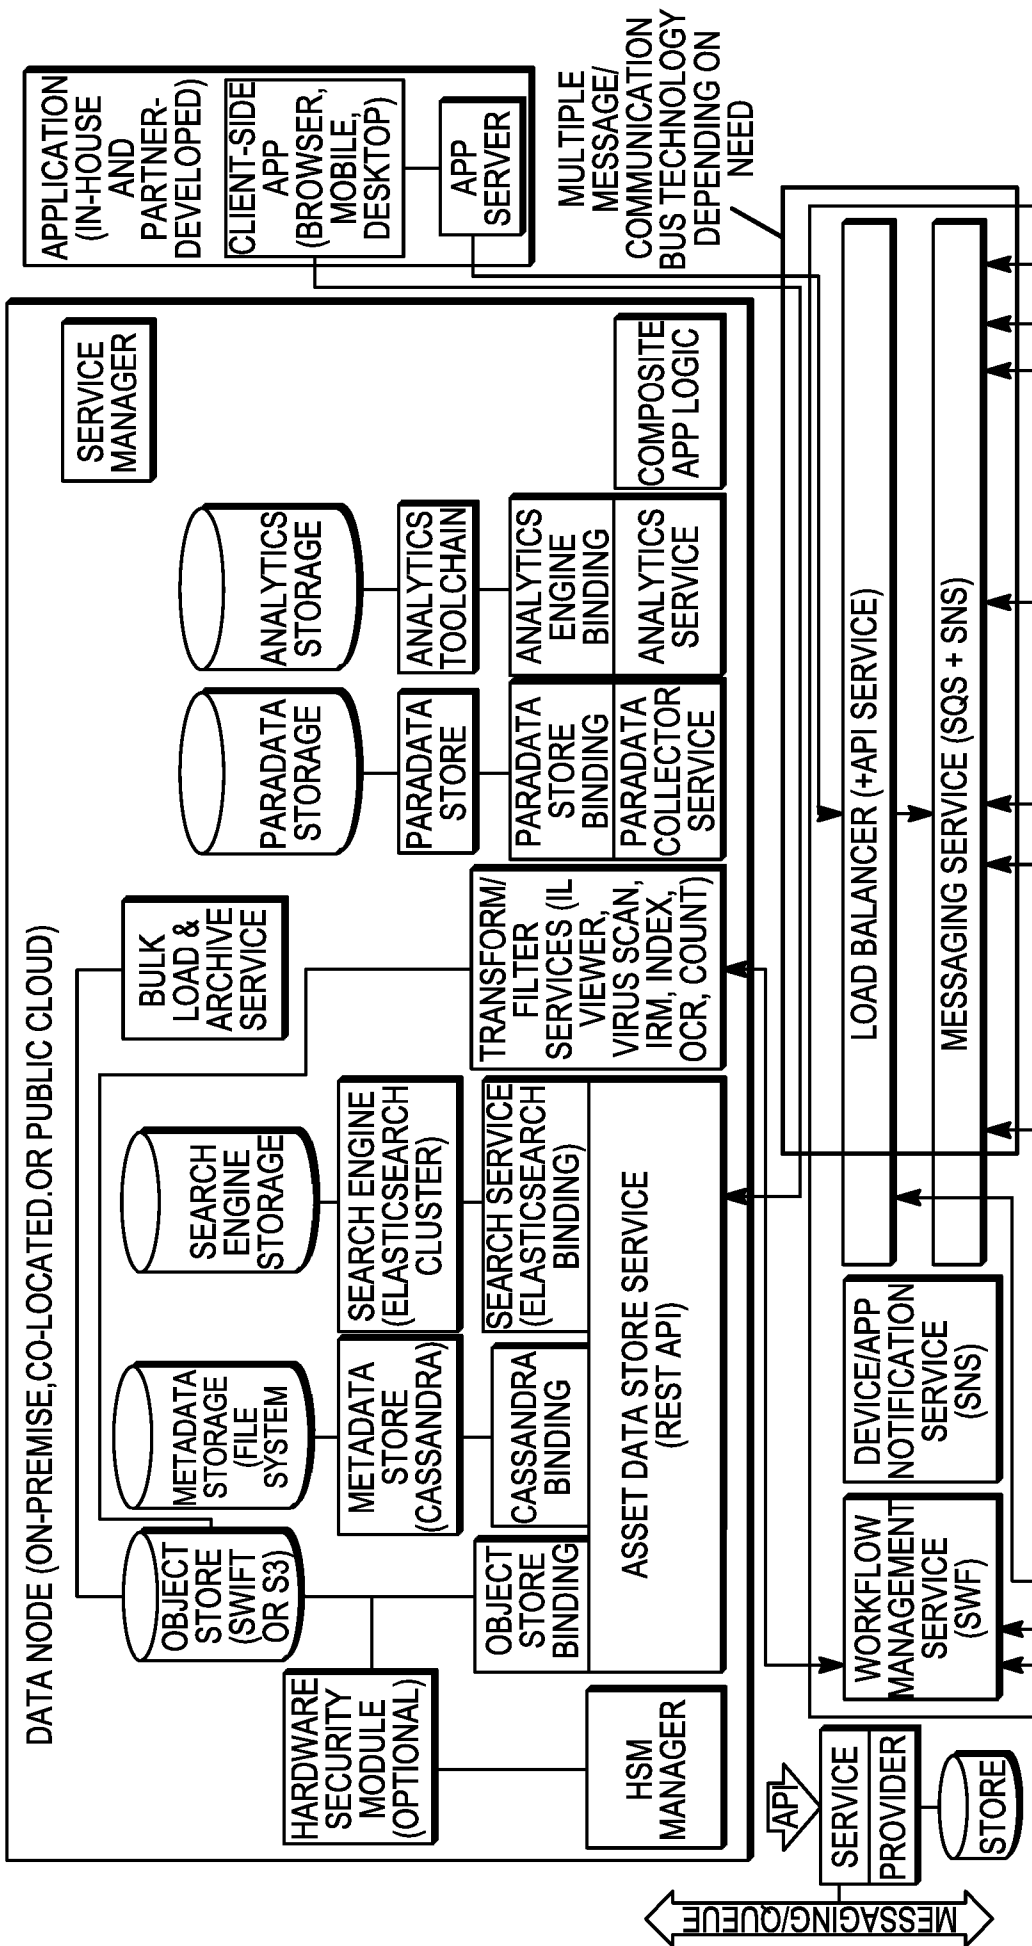 DATA NODE (ON-PREMISE,CO-LOCATED.OR PUBLIC CLOUD)
HARDWARE
SECURITY
MODULE
(OPTIONAL)
HSM
MANAGER
OBJECT
STORE
(SWIFT
OR S3)
OBJECT
STORE
BINDING
METADATA
STORAGE
(FILE
SYSTEM
METADATA
STORE
(CASSANDRA)
CASSANDRA
BINDING
SEARCH
ENGINE
STORAGE
SEARCH ENGINE
(ELASTICSEARCH
CLUSTER)
SEARCH SERVICE
(ELASTICSEARCH
BINDING)
ASSET DATA STORE SERVICE
(REST API)
BULK
LOAD &
ARCHIVE
SERVICE
TRANSFORM/
FILTER
SERVICES (IL
VIEWER,
VIRUS SCAN,
IRM, INDEX,
OCR, COUNT)
PARADATA
STORAGE
PARADATA
STORE
PARADATA
STORE
BINDING
PARADATA
COLLECTOR
SERVICE
ANALYTICS
STORAGE
ANALYTICS
TOOLCHAIN
ANALYTICS
ENGINE
BINDING
ANALYTICS
SERVICE
SERVICE
MANAGER
COMPOSITE
APP LOGIC
APPLICATION
(IN-HOUSE
AND
PARTNER-
DEVELOPED)
CLIENT-SIDE
APP
(BROWSER,
MOBILE,
DESKTOP)
APP
SERVER
MULTIPLE
MESSAGE/
COMMUNICATION
BUS TECHNOLOGY
DEPENDING ON
NEED
MESSAGING/QUEUE
API
SERVICE
PROVIDER
STORE
WORKFLOW
MANAGEMENT
SERVICE
(SWF)
DEVICE/APP
NOTIFICATION
SERVICE
(SNS)
LOAD BALANCER (+API SERVICE)
MESSAGING SERVICE (SQS + SNS)